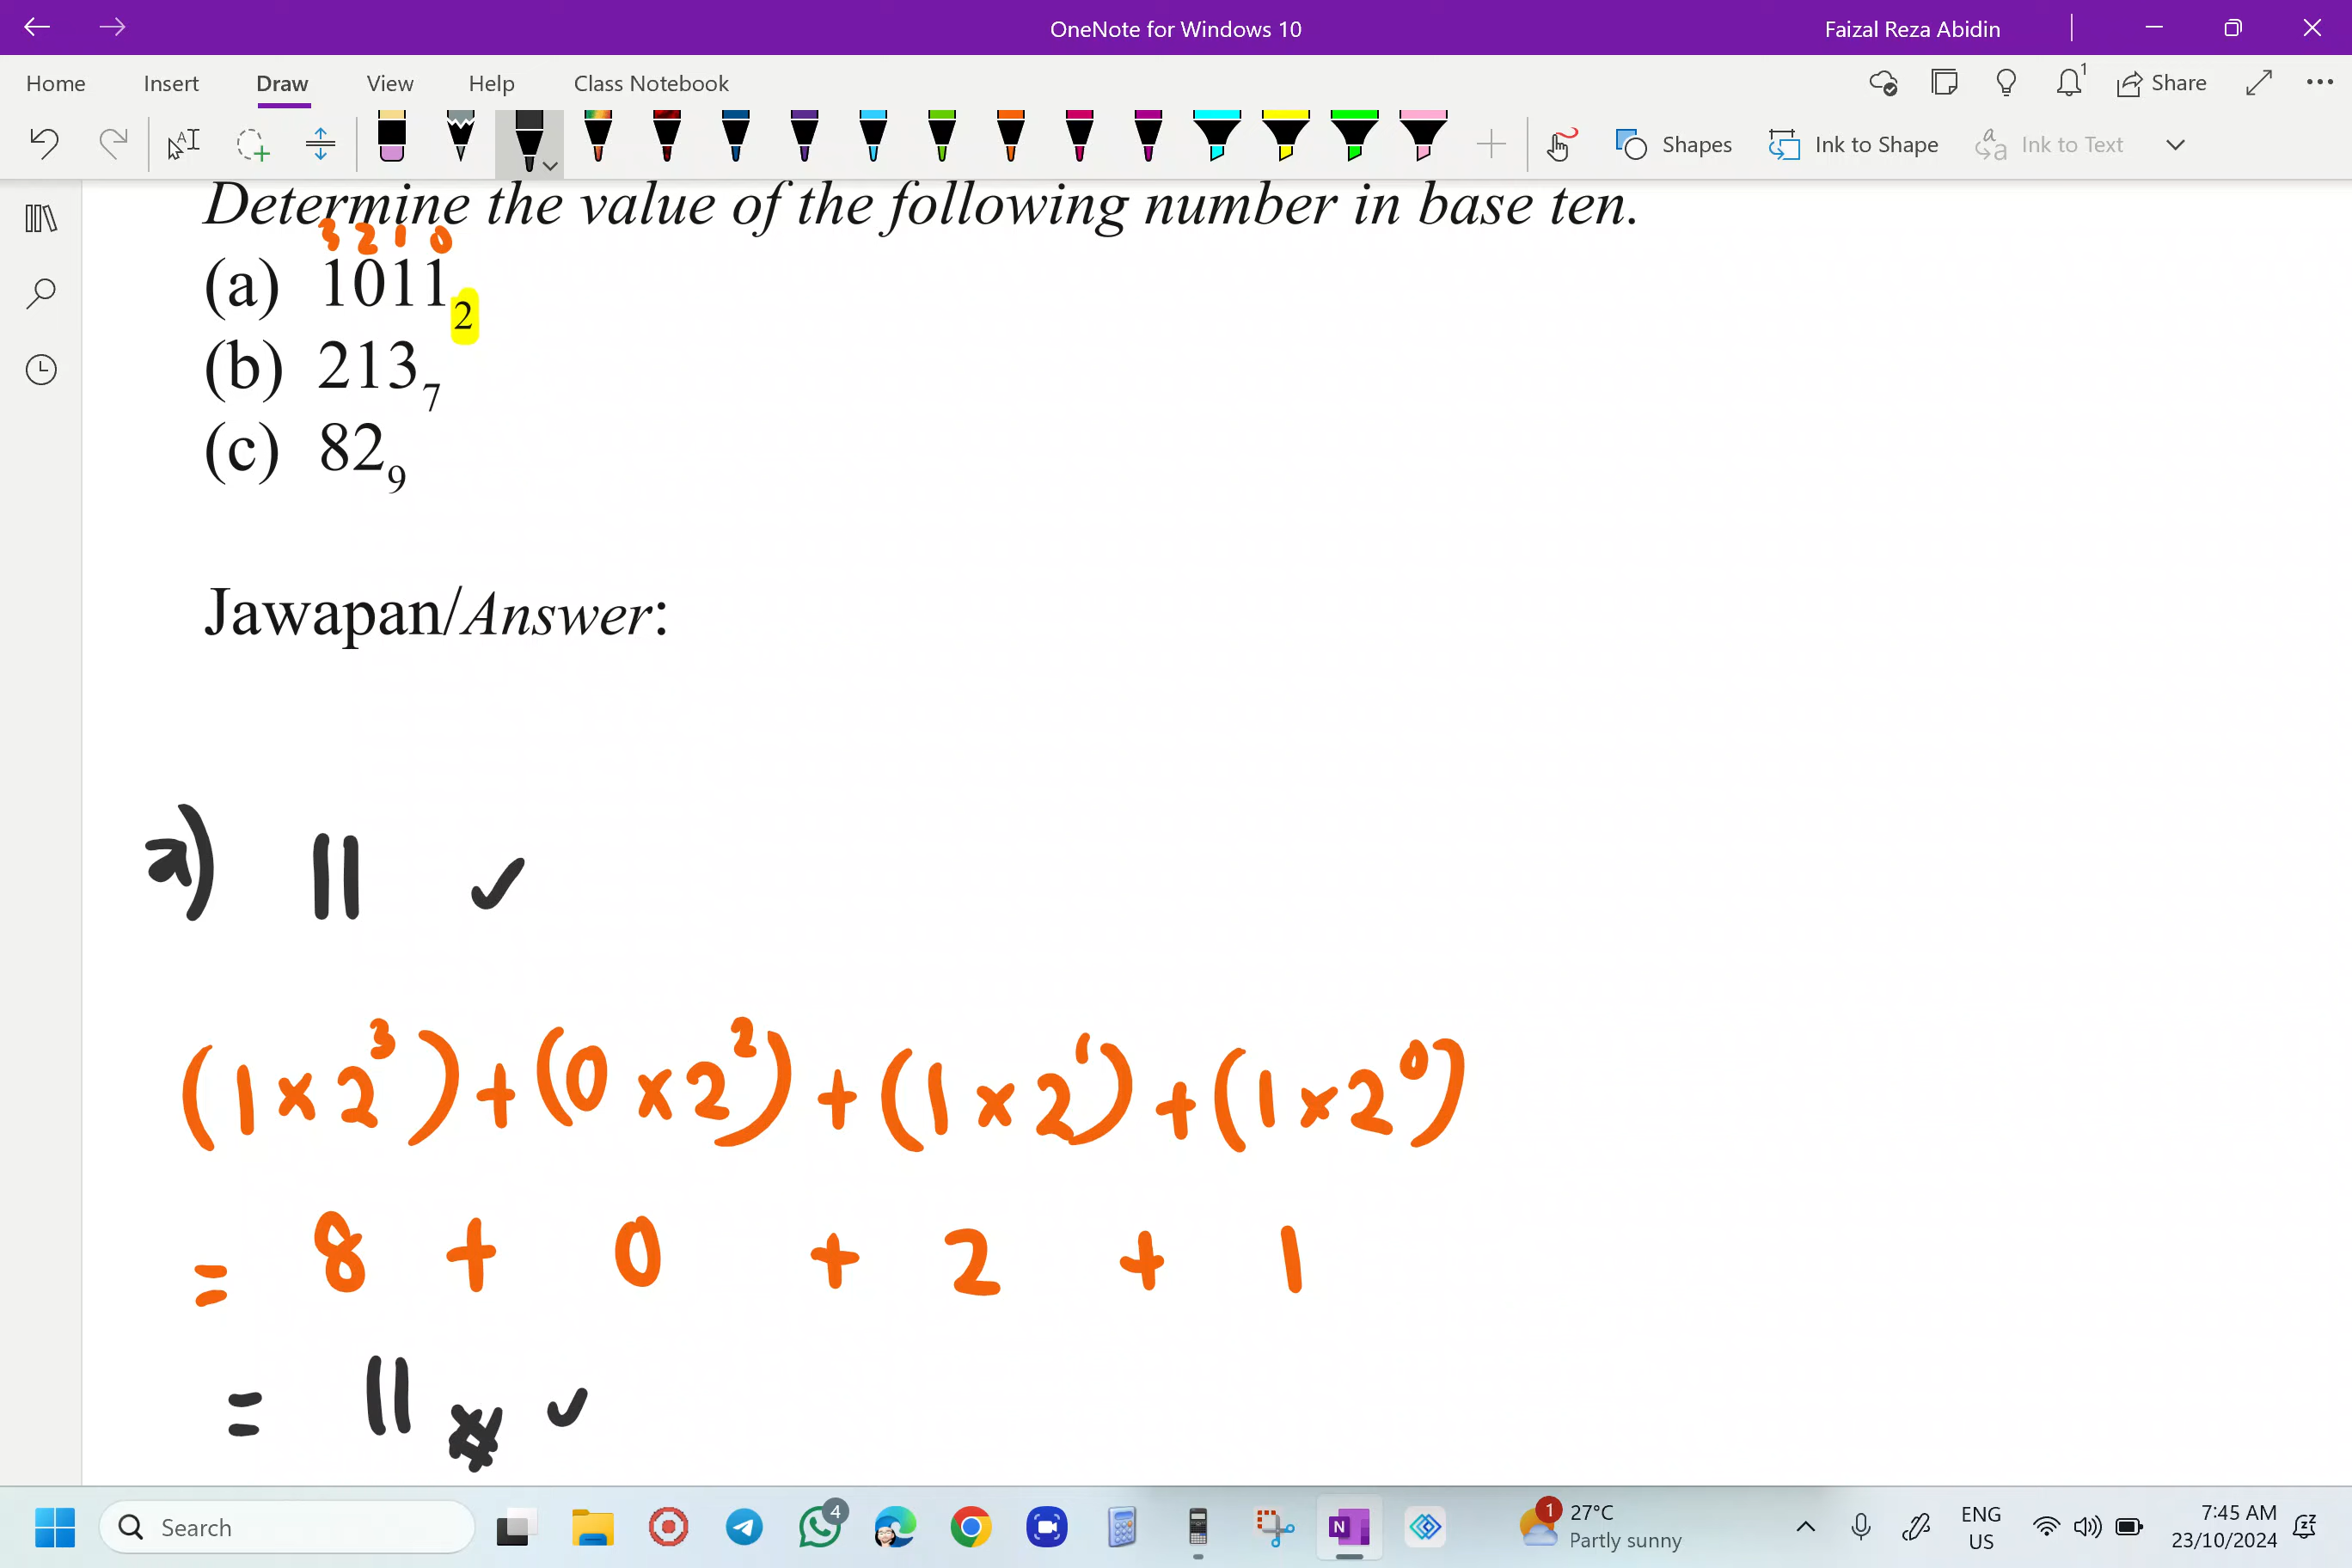 OneNote for Windows 10 Faizal Reza Abidin
Home Insert Draw View Help Class Notebook 1 Share
Shapes Ink to Shape Ink to Text
Determine the value of the following number in base ten.
3 2 1 0
(a) 1011₂
(b) 213₇
(c) 82₉
Jawapan/Answer:
a) 11 ✓
(1 × 2³) + (0 × 2²) + (1 × 2¹) + (1 × 2⁰)
= 8 + 0 + 2 + 1
= 11 ✓
Search 4 1 27°C ENG 7:45 AM
Partly sunny US 23/10/2024